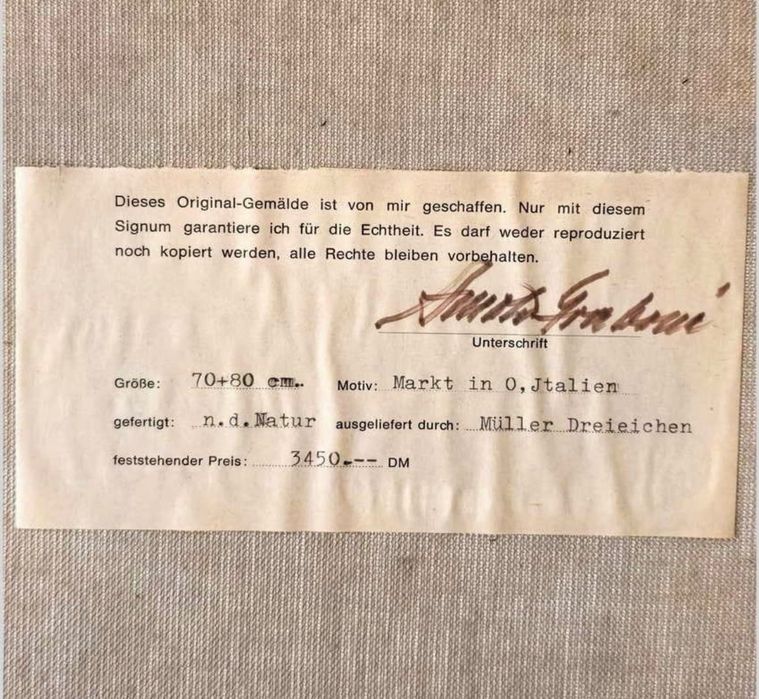 Dieses Original-Gemälde ist von mir geschaffen. Nur mit diesem
Signum garantiere ich für die Echtheit. Es darf weder reproduziert
noch kopiert werden, alle Rechte bleiben vorbehalten.
Unterschrift
Größe: 70+80 cm. Motiv: Markt in O,Jtalien
gefertigt: n.d.Natur ausgeliefert durch: Müller Dreieichen
feststehender Preis: 3450.-- DM